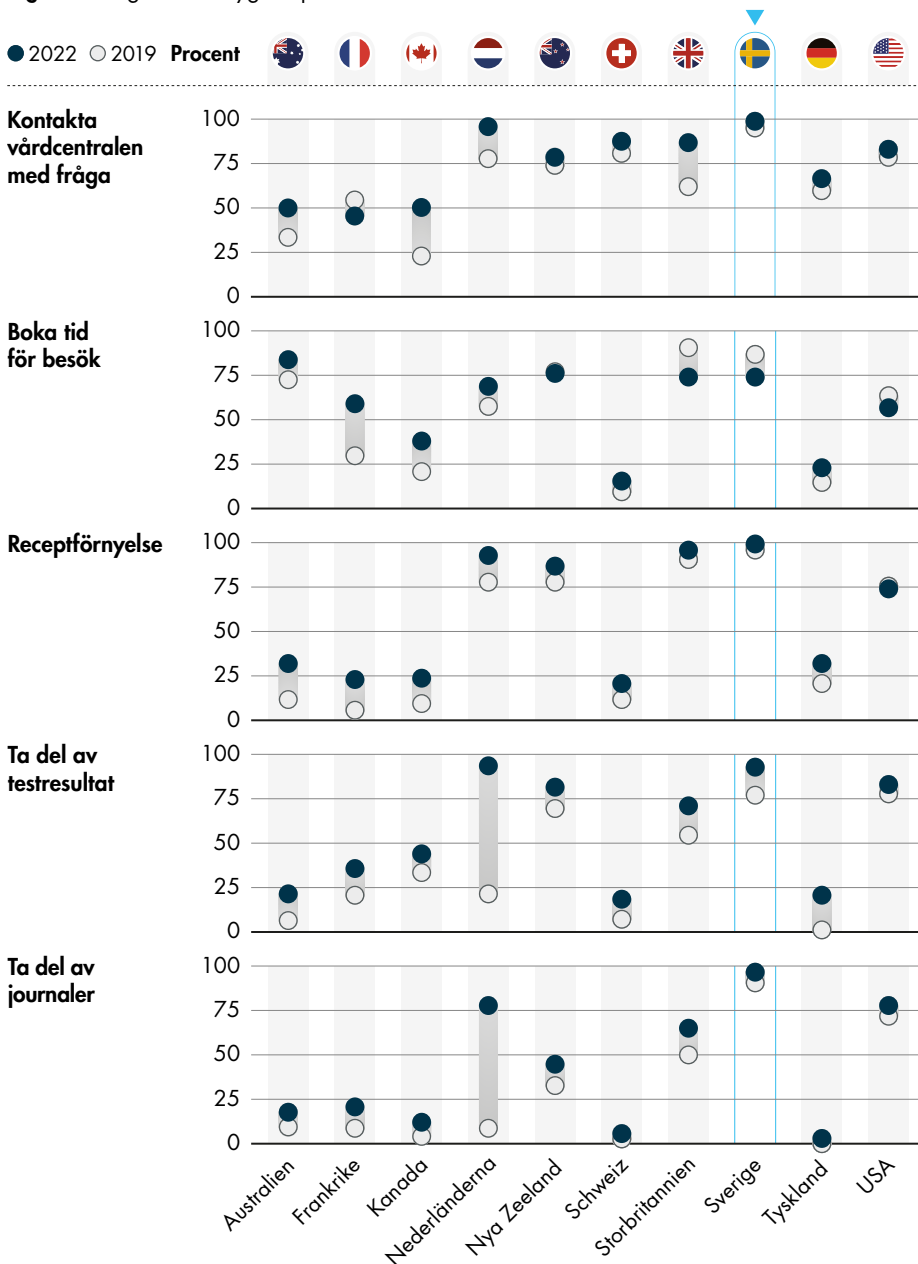 2022 2019 Procent
Kontakta
vårdcentralen
med fråga
100
75
50
25
0
Boka tid
för besök
100
75
50
25
0
Receptförnyelse
100
75
50
25
0
Ta del av
testresultat
100
75
50
25
0
Ta del av
journaler
100
75
50
25
0
Australien
Frankrike
Kanada
Nederländerna
Nya Zeeland
Schweiz
Storbritannien
Sverige
Tyskland
USA